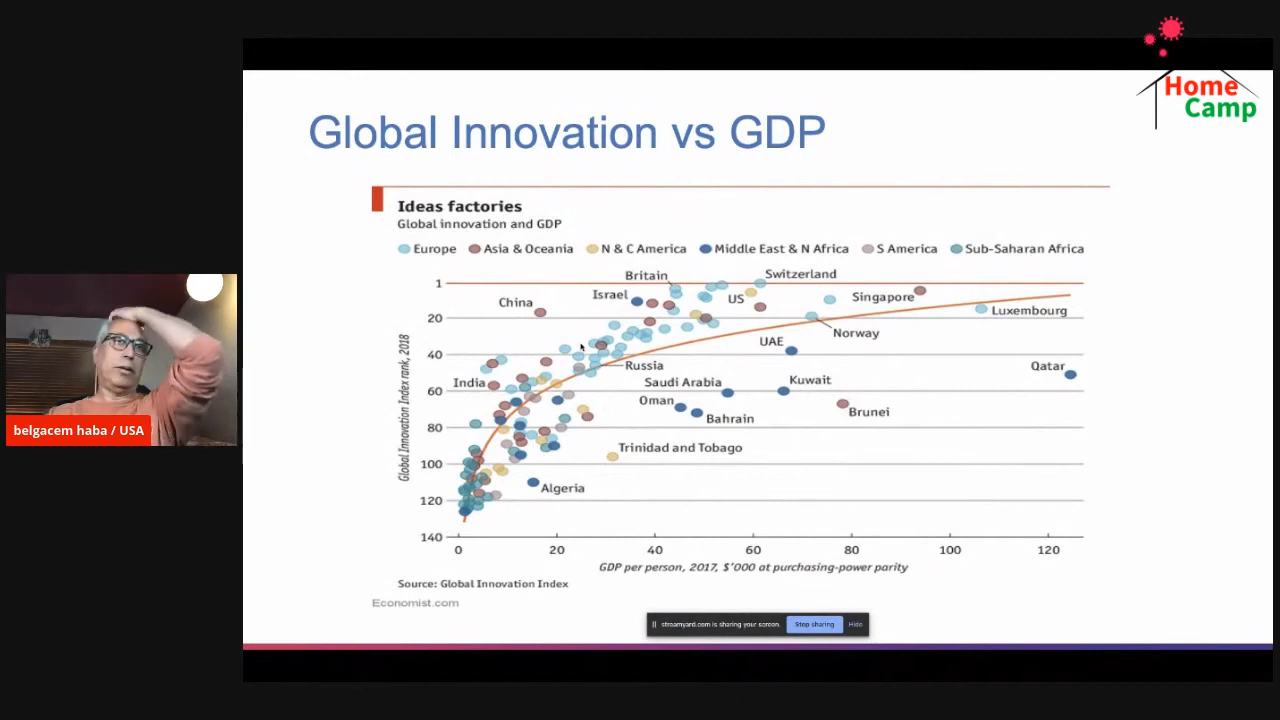 Home
Camp
Global Innovation vs GDP
Ideas factories
Global innovation and GDP
Europe Asia & Oceania N & C America Middle East & N Africa S America Sub-Saharan Africa
Britain
Switzerland
Israel
US
Singapore
China
Luxembourg
Norway
UAE
Russia
Qatar
India
Saudi Arabia
Kuwait
Oman
Bahrain
Brunei
Trinidad and Tobago
Algeria
Global Innovation Index rank, 2018
1
20
40
60
80
100
120
140
0 20 40 60 80 100 120
GDP per person, 2017, $'000 at purchasing-power parity
Source: Global Innovation Index
Economist.com
streamyard.com is sharing your screen. Stop sharing Hide
belgacem haba / USA